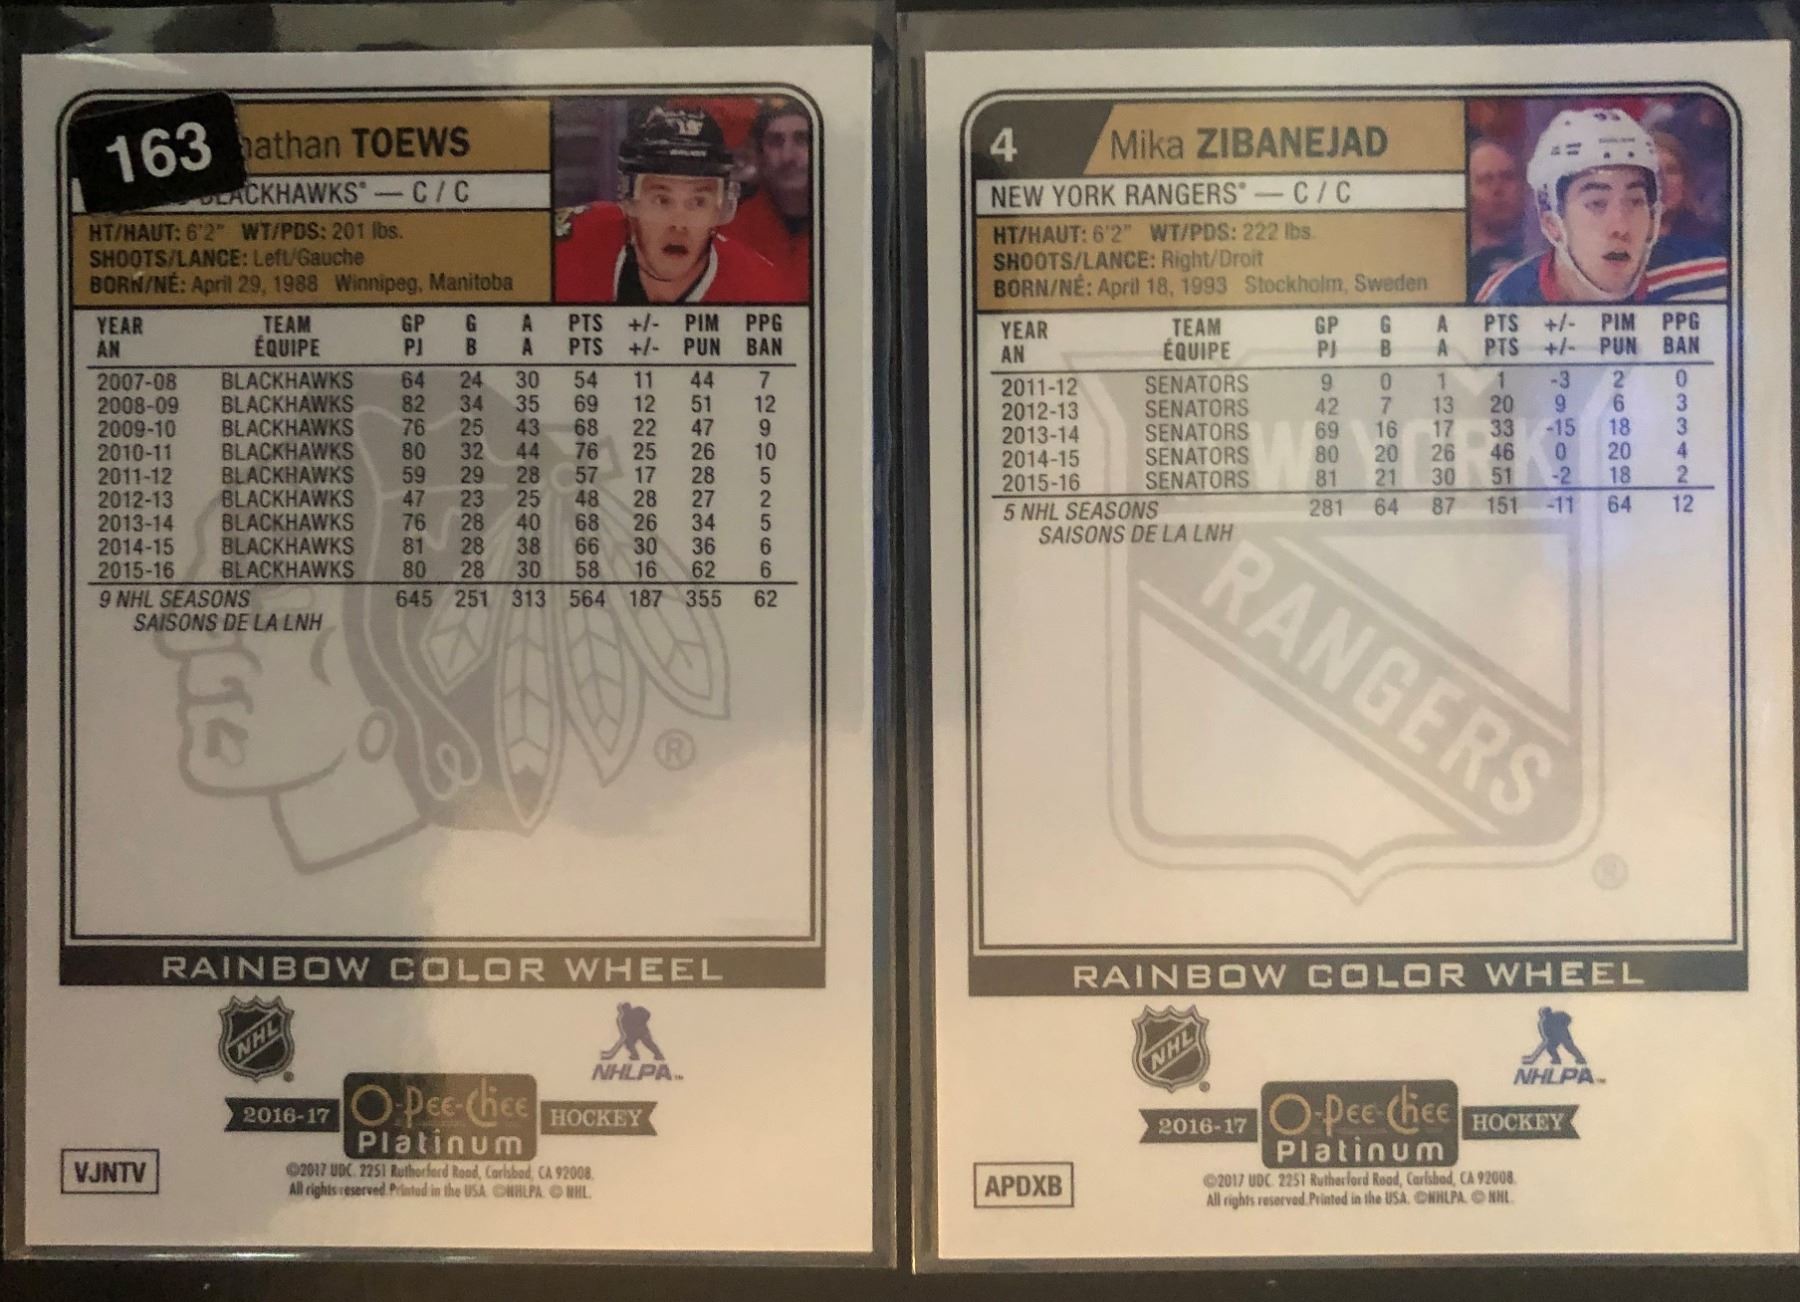 163
nathan TOEWS
BLACKHAWKS® — C / C
HT/HAUT: 6'2" WT/PDS: 201 lbs.
SHOOTS/LANCE: Left/Gauche
BORN/NÉ: April 29, 1988 Winnipeg, Manitoba
YEAR TEAM GP G A PTS +/- PIM PPG
AN ÉQUIPE PJ B A PTS +/- PUN BAN
2007-08 BLACKHAWKS 64 24 30 54 11 44 7
2008-09 BLACKHAWKS 82 34 35 69 12 51 12
2009-10 BLACKHAWKS 76 25 43 68 22 47 9
2010-11 BLACKHAWKS 80 32 44 76 25 26 10
2011-12 BLACKHAWKS 59 29 28 57 17 28 5
2012-13 BLACKHAWKS 47 23 25 48 28 27 2
2013-14 BLACKHAWKS 76 28 40 68 26 34 5
2014-15 BLACKHAWKS 81 28 38 66 30 36 6
2015-16 BLACKHAWKS 80 28 30 58 16 62 6
9 NHL SEASONS 645 251 313 564 187 355 62
SAISONS DE LA LNH
®
RAINBOW COLOR WHEEL
NHL
NHLPA™
2016-17 O-Pee-Chee HOCKEY
Platinum
VJNTV
©2017 UDC. 2251 Rutherford Road, Carlsbad, CA 92008.
All rights reserved. Printed in the USA. ©NHLPA. © NHL.
4
Mika ZIBANEJAD
NEW YORK RANGERS® — C / C
HT/HAUT: 6'2" WT/PDS: 222 lbs.
SHOOTS/LANCE: Right/Droit
BORN/NÉ: April 18, 1993 Stockholm, Sweden
YEAR TEAM GP G A PTS +/- PIM PPG
AN ÉQUIPE PJ B A PTS +/- PUN BAN
2011-12 SENATORS 9 0 1 1 -3 2 0
2012-13 SENATORS 42 7 13 20 9 6 3
2013-14 SENATORS 69 16 17 33 -15 18 3
2014-15 SENATORS 80 20 26 46 0 20 4
2015-16 SENATORS 81 21 30 51 -2 18 2
5 NHL SEASONS 281 64 87 151 -11 64 12
SAISONS DE LA LNH
NEW YORK
RANGERS
®
RAINBOW COLOR WHEEL
NHL
NHLPA™
2016-17 O-Pee-Chee HOCKEY
Platinum
APDXB
©2017 UDC. 2251 Rutherford Road, Carlsbad, CA 92008.
All rights reserved. Printed in the USA. ©NHLPA. © NHL.